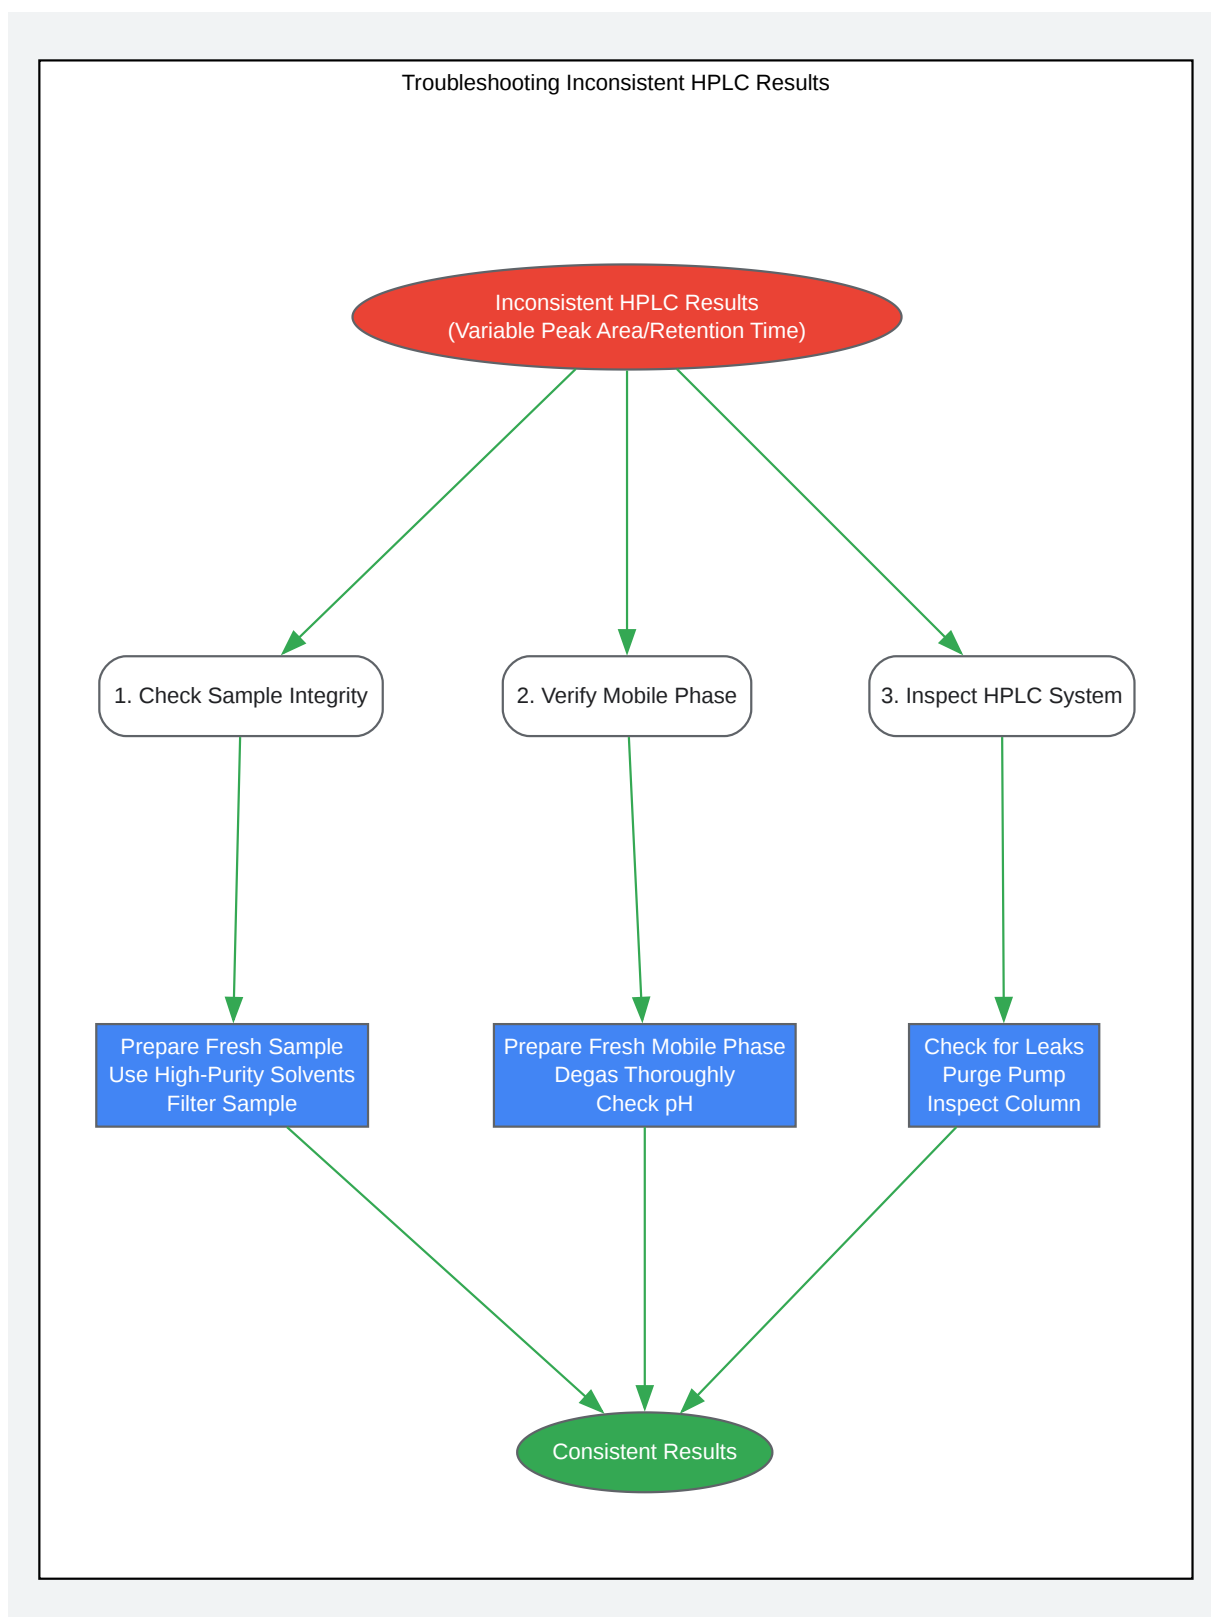 Troubleshooting Inconsistent HPLC Results
Inconsistent HPLC Results
(Variable Peak Area/Retention Time)
1. Check Sample Integrity
2. Verify Mobile Phase
3. Inspect HPLC System
Prepare Fresh Sample
Use High-Purity Solvents
Filter Sample
Prepare Fresh Mobile Phase
Degas Thoroughly
Check pH
Check for Leaks
Purge Pump
Inspect Column
Consistent Results